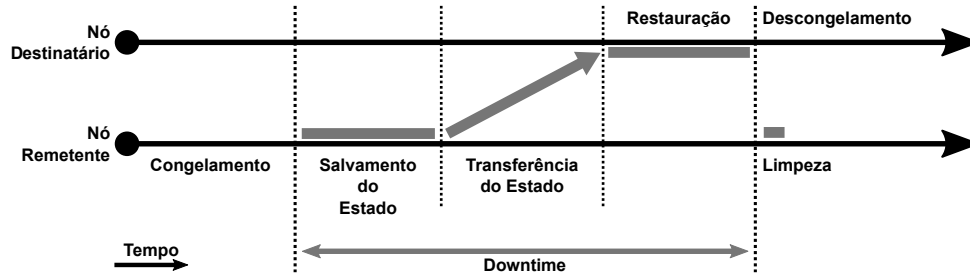 Restauração
Descongelamento
Nó
Destinatário
Nó
Remetente
Congelamento
Salvamento
do
Estado
Transferência
do Estado
Limpeza
Tempo
Downtime